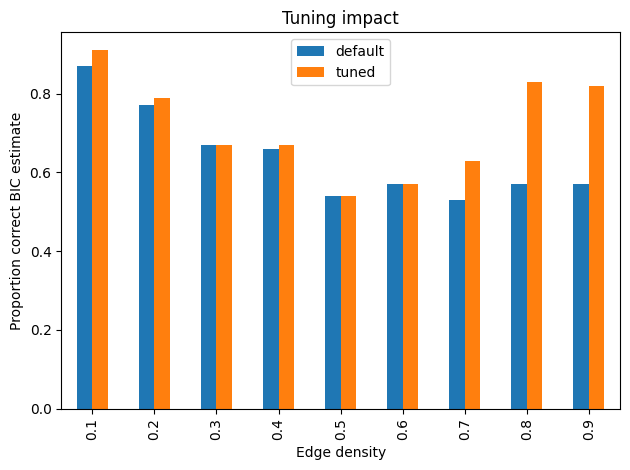 Tuning impact
default
tuned
Proportion correct BIC estimate
0.8
0.6
0.4
0.2
0.0
0.1
0.2
0.3
0.4
0.5
0.6
0.7
0.8
0.9
Edge density